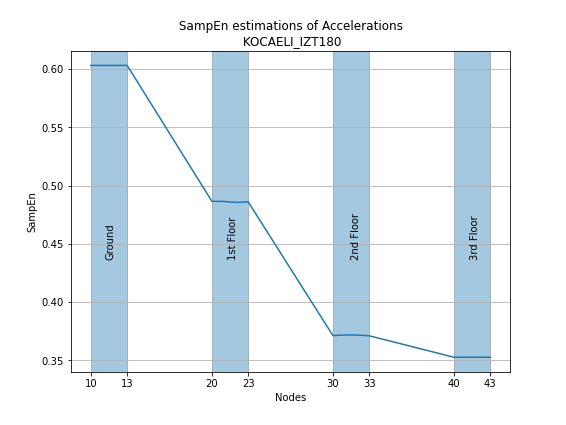 SampEn estimations of Accelerations
KOCAELI_IZT180
0.60
0.55
0.50
0.45
0.40
0.35
SampEn
Ground
1st Floor
2nd Floor
3rd Floor
10 13 20 23 30 33 40 43
Nodes